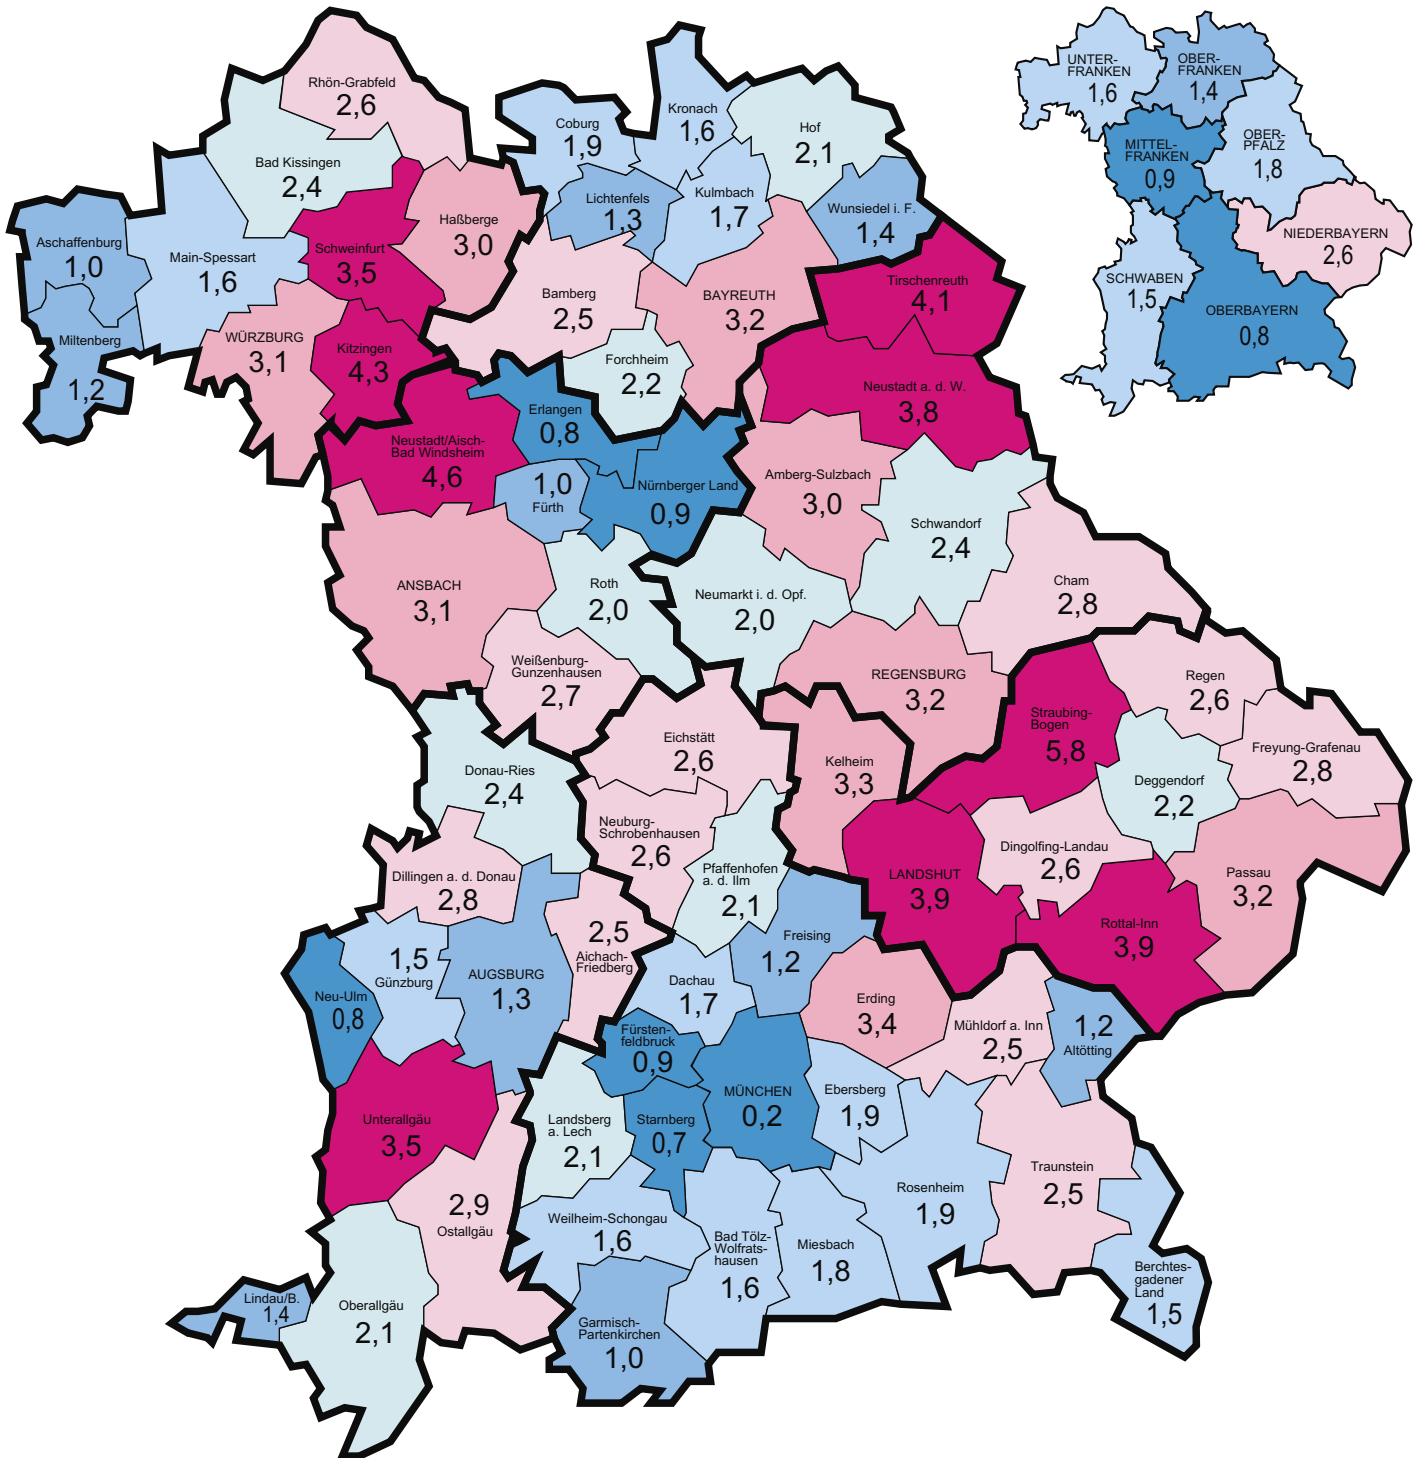 Rhön-Grabfeld
2,6
Bad Kissingen
2,4
Haßberge
3,0
Schweinfurt
3,5
Aschaffenburg
1,0
Main-Spessart
1,6
Miltenberg
1,2
WÜRZBURG
3,1
Kitzingen
4,3
Coburg
1,9
Kronach
1,6
Hof
2,1
Lichtenfels
1,3
Kulmbach
1,7
Wunsiedel i. F.
1,4
Bamberg
2,5
BAYREUTH
3,2
Forchheim
2,2
Tirschenreuth
4,1
Neustadt a. d. W.
3,8
Erlangen
0,8
Neustadt/Aisch-
Bad Windsheim
4,6
1,0
Fürth
Nürnberger Land
0,9
Amberg-Sulzbach
3,0
Schwandorf
2,4
ANSBACH
3,1
Roth
2,0
Neumarkt i. d. Opf.
2,0
Cham
2,8
Weißenburg-
Gunzenhausen
2,7
REGENSBURG
3,2
Regen
2,6
Straubing-
Bogen
5,8
Freyung-Grafenau
2,8
Eichstätt
2,6
Kelheim
3,3
Deggendorf
2,2
Donau-Ries
2,4
Neuburg-
Schrobenhausen
2,6
Dingolfing-Landau
2,6
Pfaffenhofen
a. d. Ilm
2,1
LANDSHUT
3,9
Passau
3,2
Dillingen a. d. Donau
2,8
Rottal-Inn
3,9
2,5
Aichach-
Friedberg
Freising
1,2
1,5
Günzburg
AUGSBURG
1,3
Dachau
1,7
Erding
3,4
Neu-Ulm
0,8
Mühldorf a. Inn
2,5
1,2
Altötting
Fürsten-
feldbruck
0,9
MÜNCHEN
0,2
Ebersberg
1,9
Unterallgäu
3,5
Landsberg
a. Lech
2,1
Starnberg
0,7
Traunstein
2,5
Rosenheim
1,9
2,9
Ostallgäu
Weilheim-Schongau
1,6
Bad Tölz-
Wolfrats-
hausen
1,6
Miesbach
1,8
Berchtes-
gadener
Land
1,5
Lindau/B.
1,4
Oberallgäu
2,1
Garmisch-
Partenkirchen
1,0
UNTER-
FRANKEN
1,6
OBER-
FRANKEN
1,4
MITTEL-
FRANKEN
0,9
OBER-
PFALZ
1,8
NIEDERBAYERN
2,6
SCHWABEN
1,5
OBERBAYERN
0,8